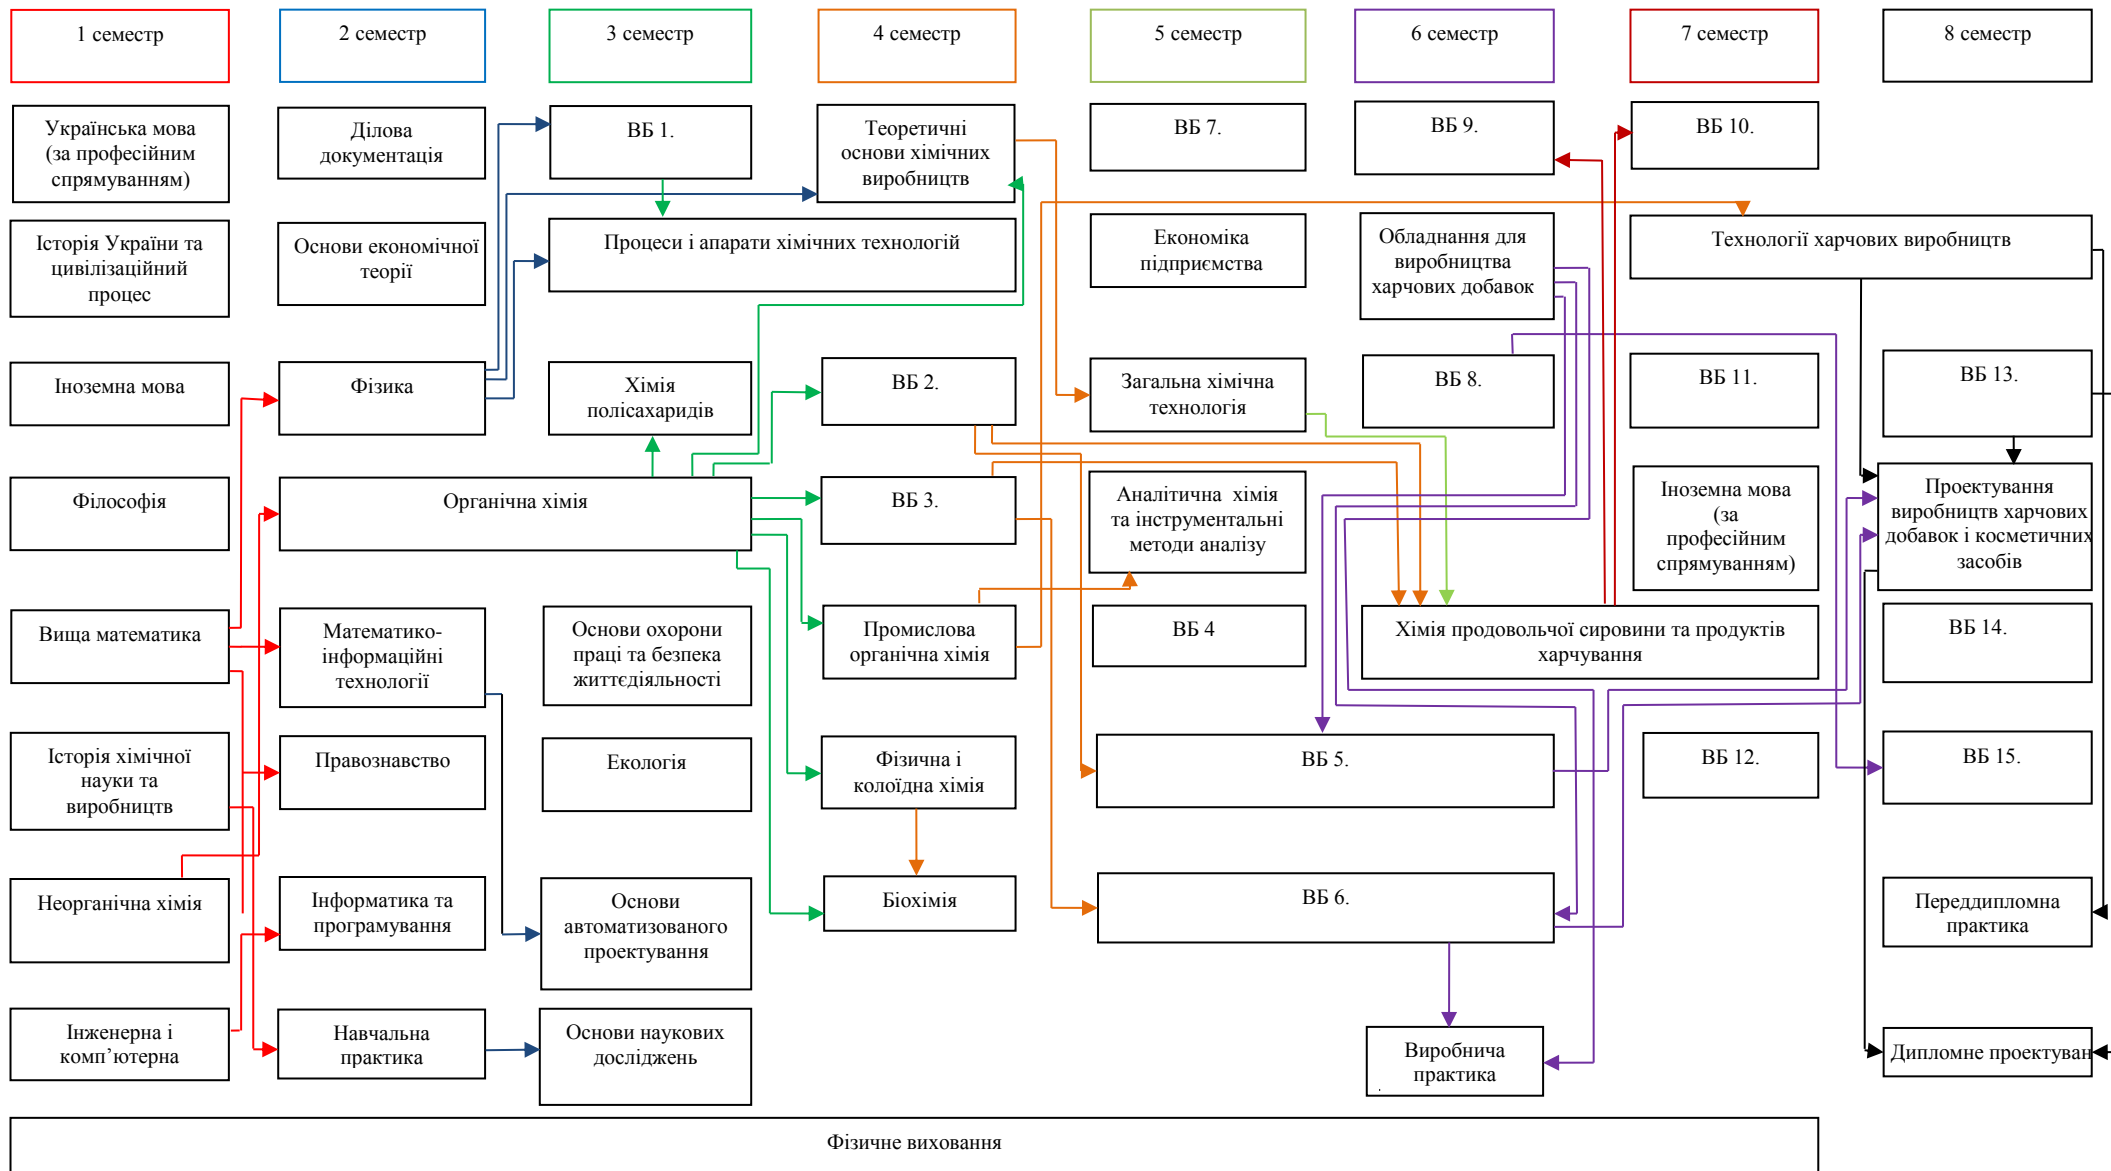 1 семестр
2 семестр
3 семестр
4 семестр
5 семестр
6 семестр
7 семестр
8 семестр
Українська мова
(за професійним
спрямуванням)
Ділова
документація
ВБ 1.
Теоретичні
основи хімічних
виробництв
ВБ 7.
ВБ 9.
ВБ 10.
Історія України та
цивілізаційний
процес
Основи економічної
теорії
Процеси і апарати хімічних технологій
Економіка
підприємства
Обладнання для
виробництва
харчових добавок
Технології харчових виробництв
Іноземна мова
Фізика
Хімія
полісахаридів
ВБ 2.
Загальна хімічна
технологія
ВБ 8.
ВБ 11.
ВБ 13.
Філософія
Органічна хімія
ВБ 3.
Аналітична хімія
та інструментальні
методи аналізу
Іноземна мова
(за
професійним
спрямуванням)
Проектування
виробництв харчових
добавок і косметичних
засобів
Вища математика
Математико-
інформаційні
технології
Основи охорони
праці та безпека
життєдіяльності
Промислова
органічна хімія
ВБ 4
Хімія продовольчої сировини та продуктів
харчування
ВБ 14.
Історія хімічної
науки та
виробництв
Правознавство
Екологія
Фізична і
колоїдна хімія
ВБ 5.
ВБ 12.
ВБ 15.
Неорганічна хімія
Інформатика та
програмування
Основи
автоматизованого
проектування
Біохімія
ВБ 6.
Переддипломна
практика
Інженерна і
комп’ютерна
Навчальна
практика
Основи наукових
досліджень
Виробнича
практика
.
Дипломне проектуван
Фізичне виховання